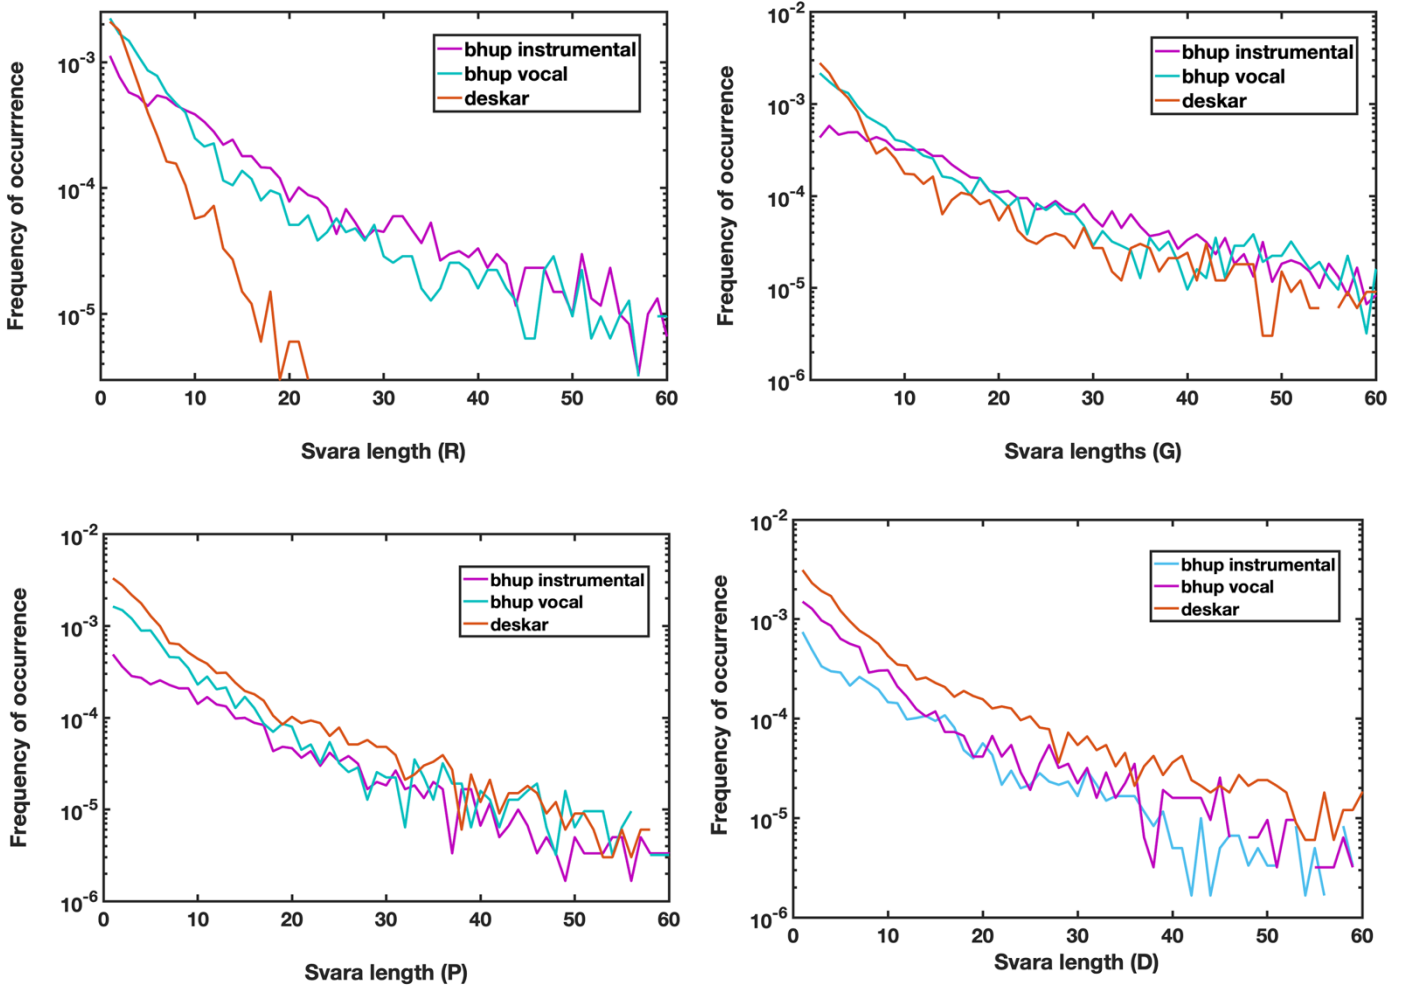 Frequency of occurrrence
10^-3
10^-4
10^-5
bhup instrumental
bhup vocal
deskar
0 10 20 30 40 50 60
Svara length (R)
Frequency of occurrence
10^-2
10^-3
10^-4
10^-5
10^-6
bhup instrumental
bhup vocal
deskar
10 20 30 40 50 60
Svara lengths (G)
Frequency of occurrence
10^-2
10^-3
10^-4
10^-5
10^-6
bhup instrumental
bhup vocal
deskar
0 10 20 30 40 50 60
Svara length (P)
Frequency of occurrence
10^-2
10^-3
10^-4
10^-5
10^-6
bhup instrumental
bhup vocal
deskar
0 10 20 30 40 50 60
Svara length (D)